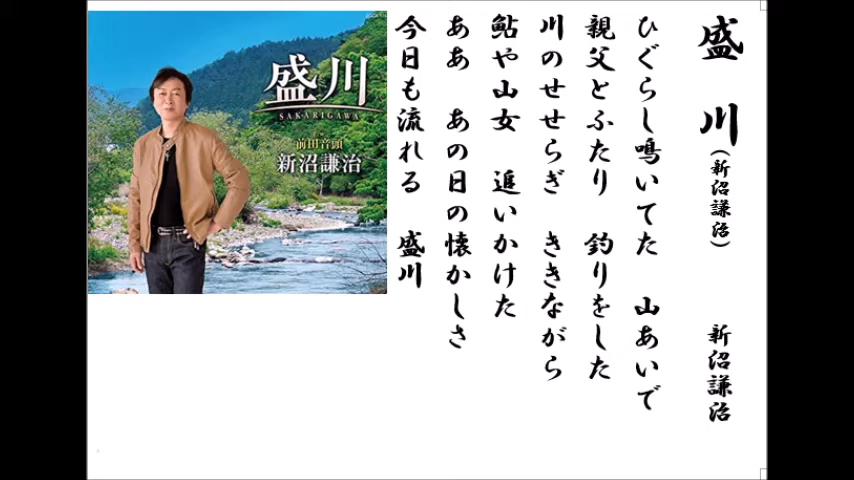 盛川(新沼謙治) 新沼謙治
ひぐらし鳴いてた 山あいで
親父とふたり 釣りをした
川のせせらぎ ききながら
鮎や山女 追いかけた
ああ あの日の懐かしさ
今日も流れる 盛川
盛川
SAKARIGAWA
前田音頭
新沼謙治